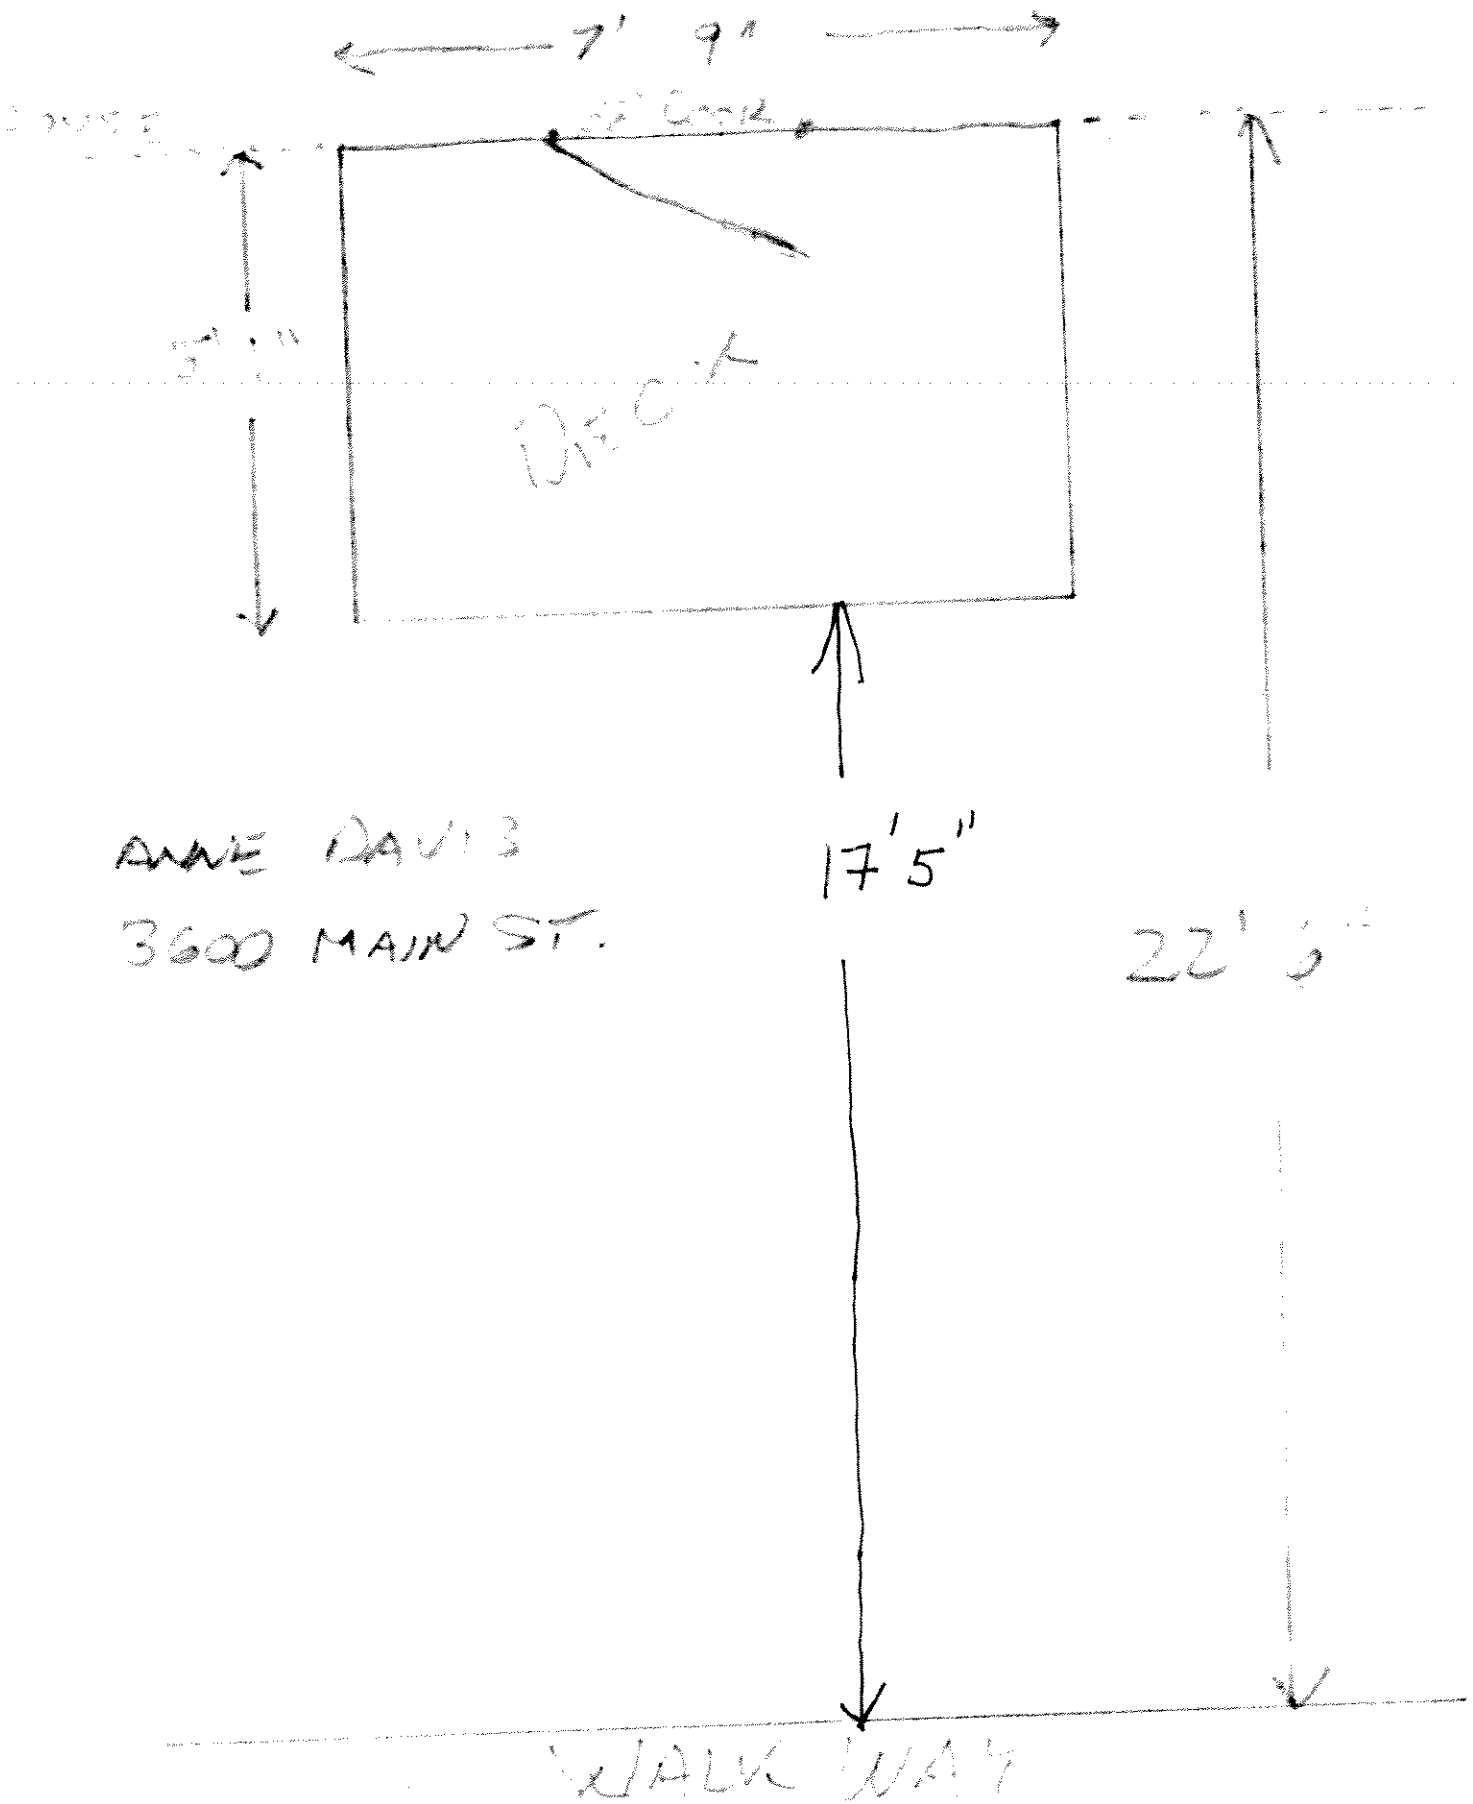 7' 9"
DECK
ANNE DAVIS
3600 MAIN ST.
17'5"
22'
WALK WAY